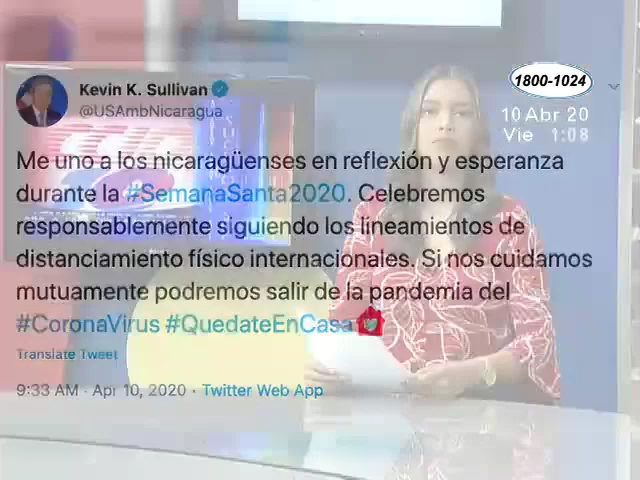 1800-1024
Kevin K. Sullivan
@USAmbNicaragua
10 Abr 20
Vie 1:08
Me uno a los nicaragüenses en reflexión y esperanza
durante la #SemanaSanta2020. Celebremos
responsablemente siguiendo los lineamientos de
distanciamiento físico internacionales. Si nos cuidamos
mutuamente podremos salir de la pandemia del
#CoronaVirus #QuedateEnCasa
Translate Tweet
9:33 AM · Apr 10, 2020 · Twitter Web App